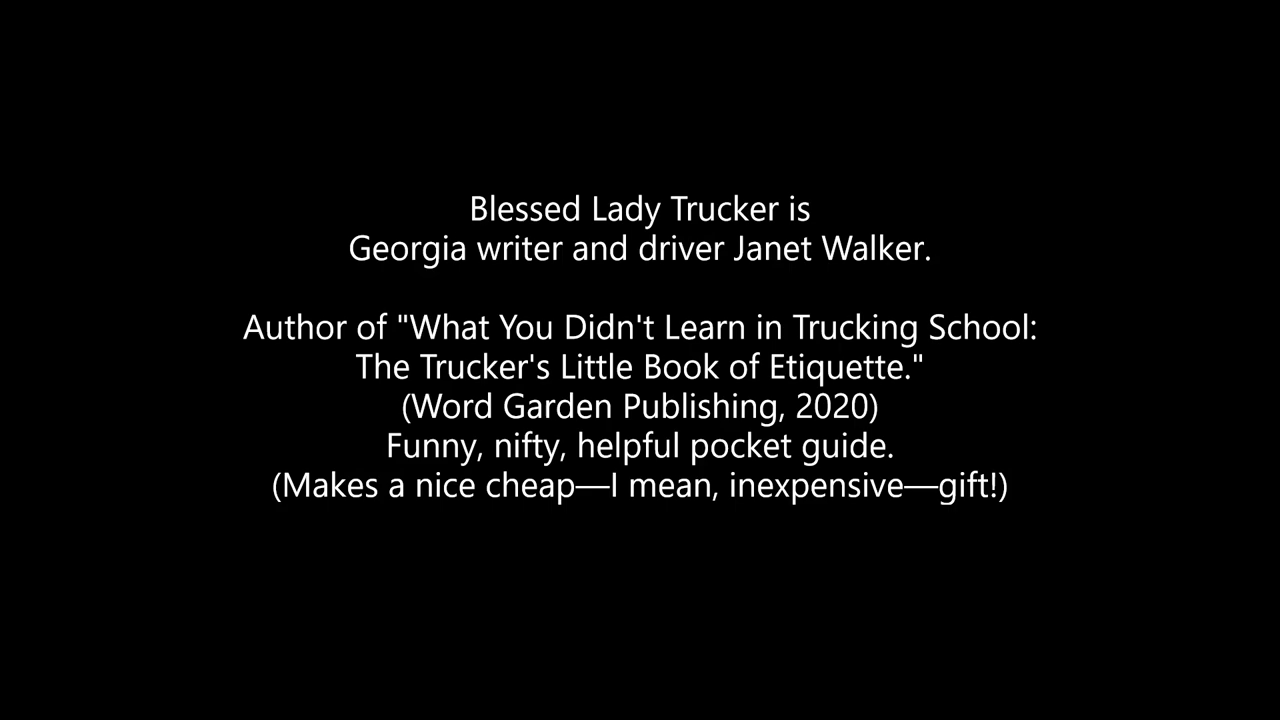 Blessed Lady Trucker is
Georgia writer and driver Janet Walker.
Author of "What You Didn't Learn in Trucking School:
The Trucker's Little Book of Etiquette."
(Word Garden Publishing, 2020)
Funny, nifty, helpful pocket guide.
(Makes a nice cheap—I mean, inexpensive—gift!)